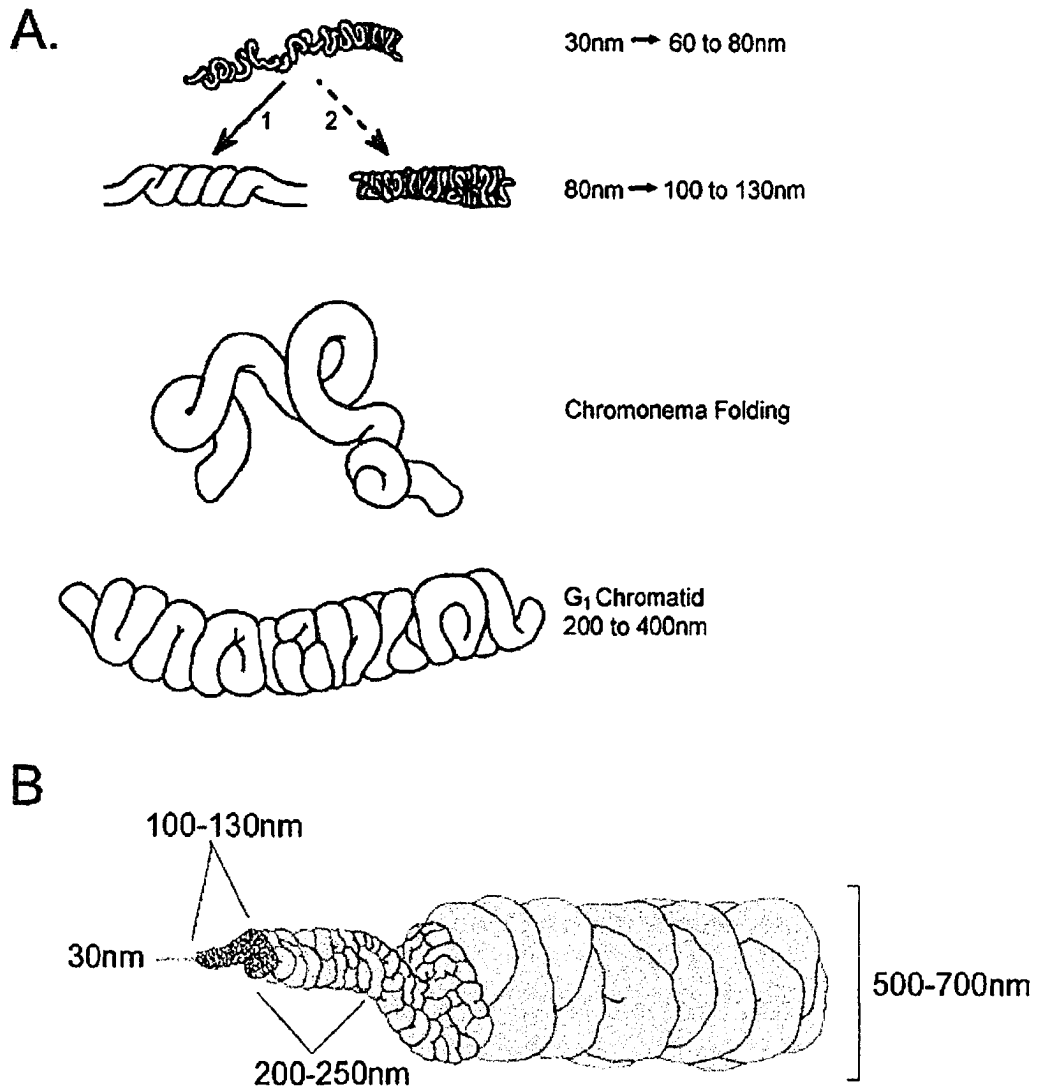 A.
30nm → 60 to 80nm
1
2
80nm → 100 to 130nm
Chromonema Folding
G₁ Chromatid
200 to 400nm
B
100-130nm
30nm
500-700nm
200-250nm